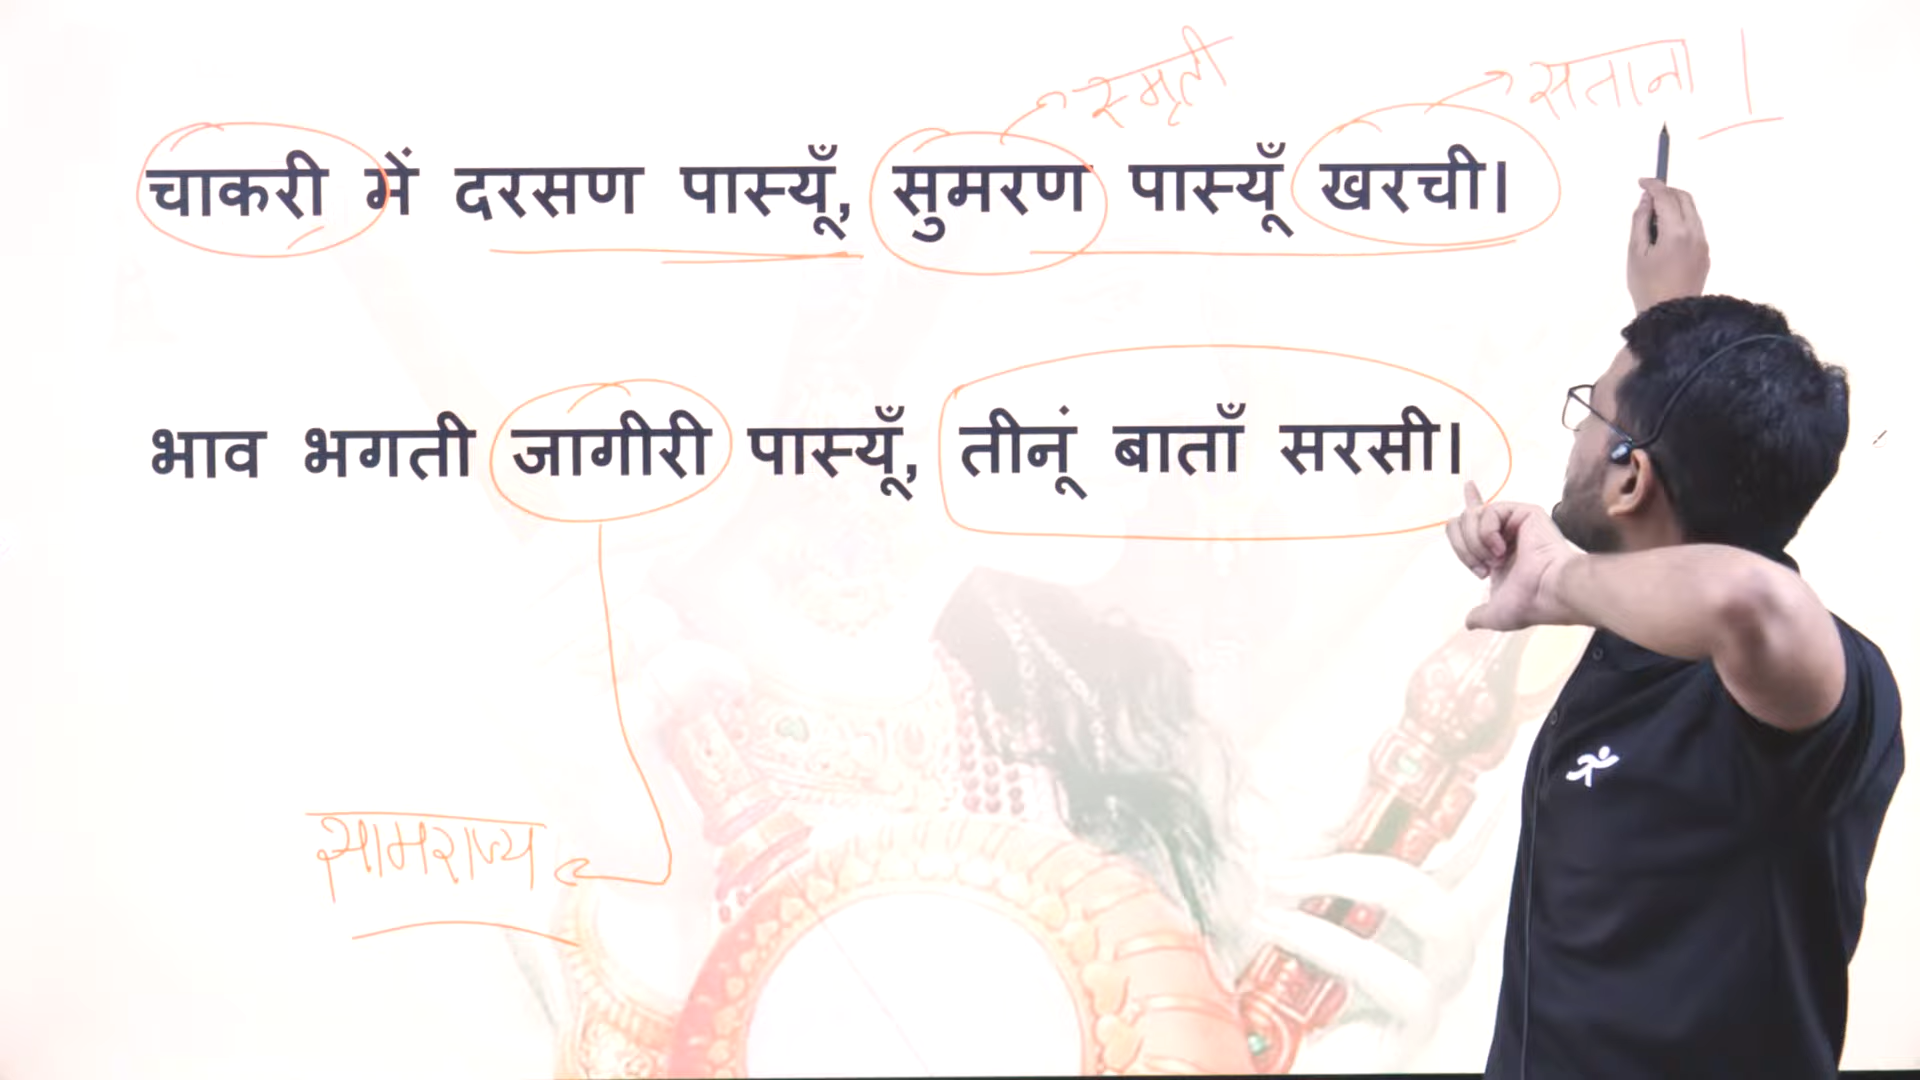 स्मृती
सताना।
चाकरी में दरसण पास्यूँ, सुमरण पास्यूँ खरची।
भाव भगती जागीरी पास्यूँ, तीनूं बाताँ सरसी।
सामराज्य